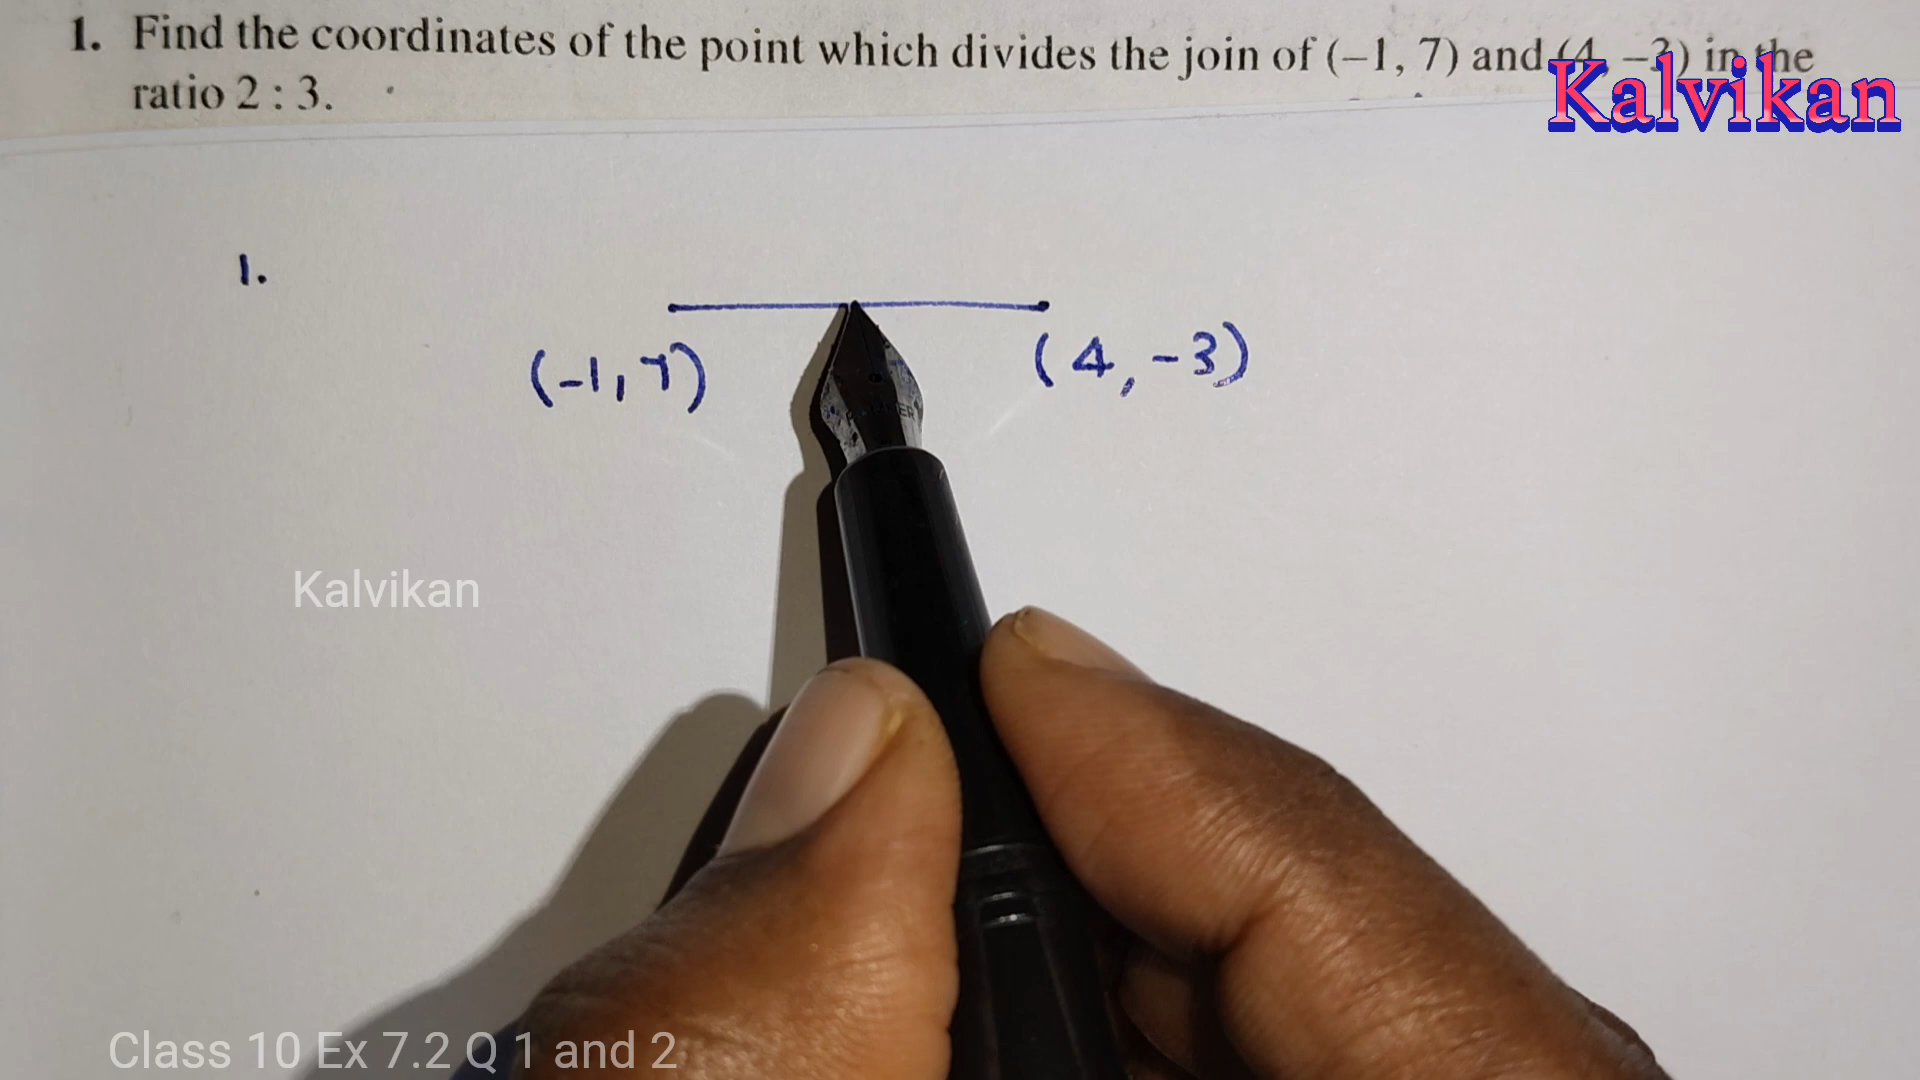 1. Find the coordinates of the point which divides the join of (–1, 7) and (4, –3) in the
ratio 2 : 3.
Kalvikan
1.
(-1, 7)
(4, -3)
Kalvikan
Class 10 Ex 7.2 Q 1 and 2